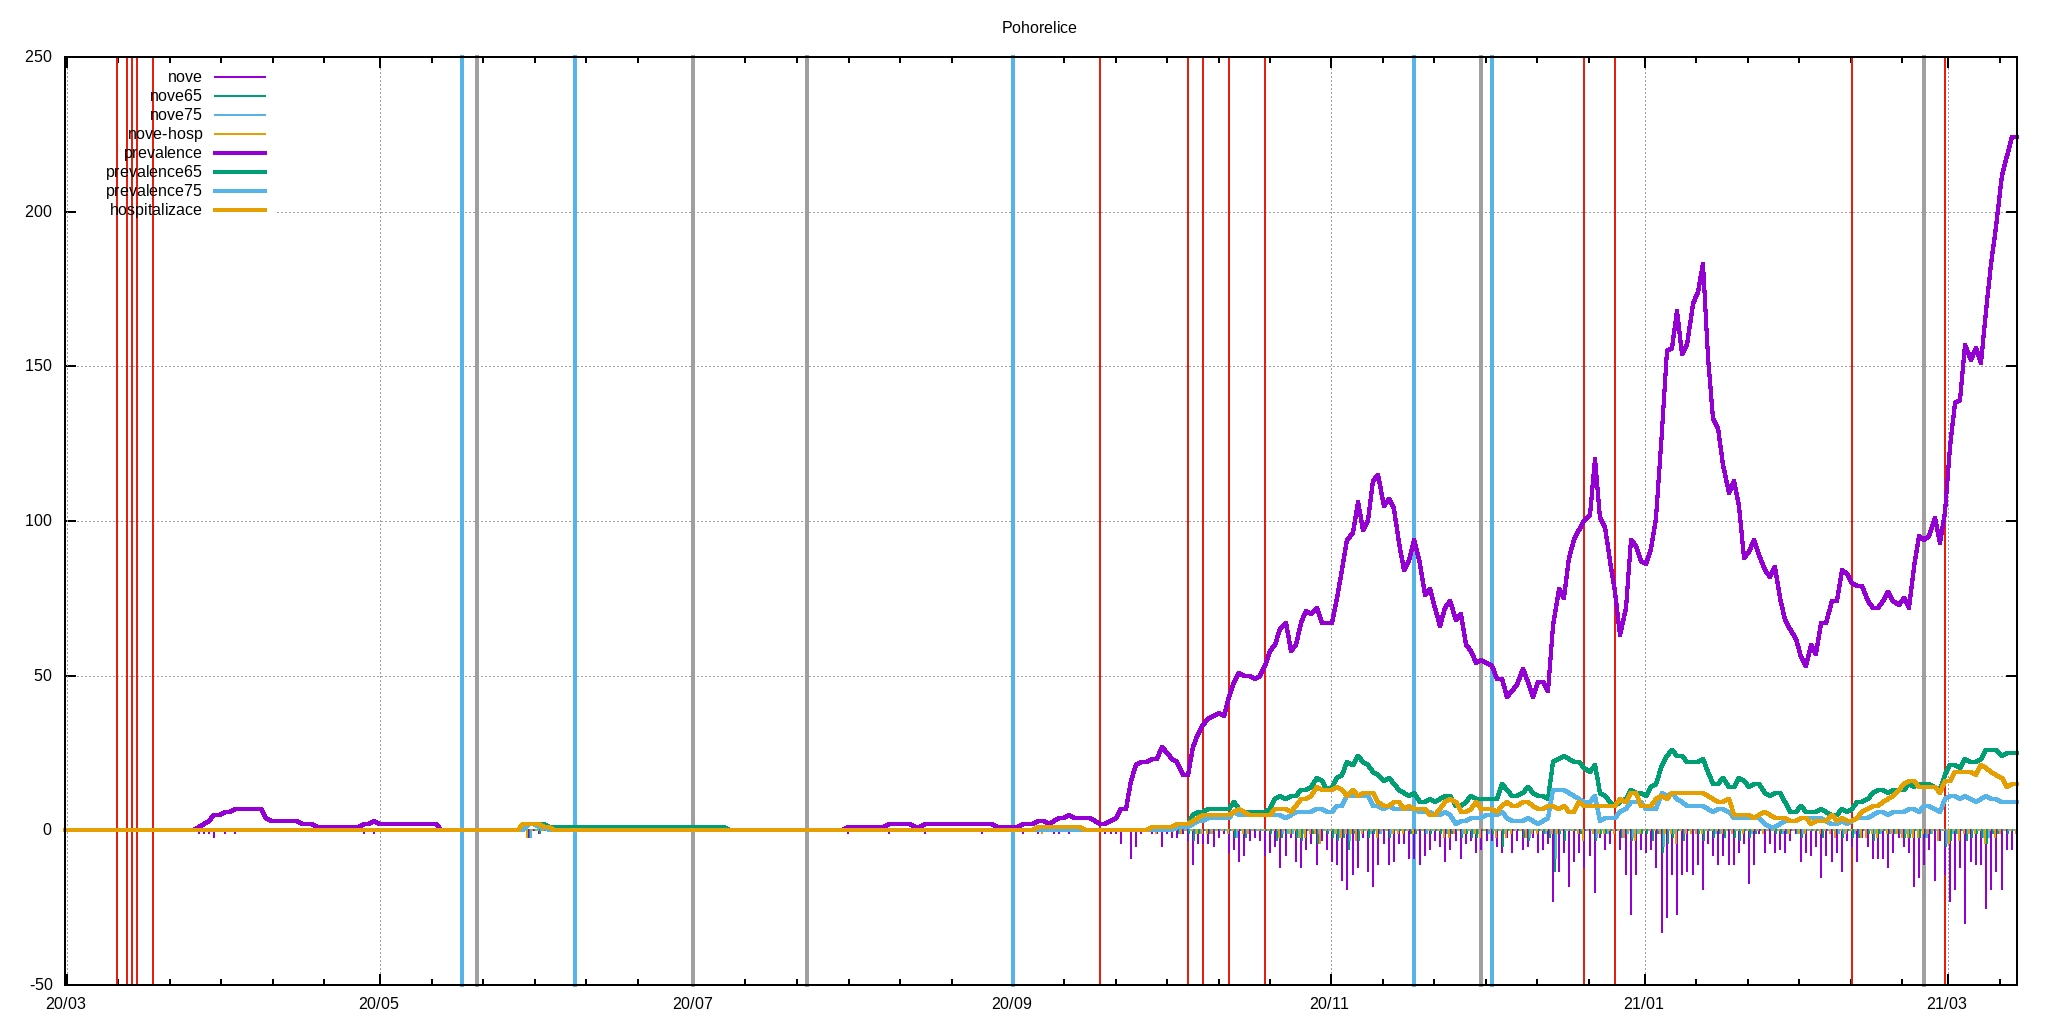 Pohorelice
250
200
150
100
50
0
-50
nove
nove65
nove75
nove-hosp
prevalence
prevalence65
prevalence75
hospitalizace
20/03 20/05 20/07 20/09 20/11 21/01 21/03